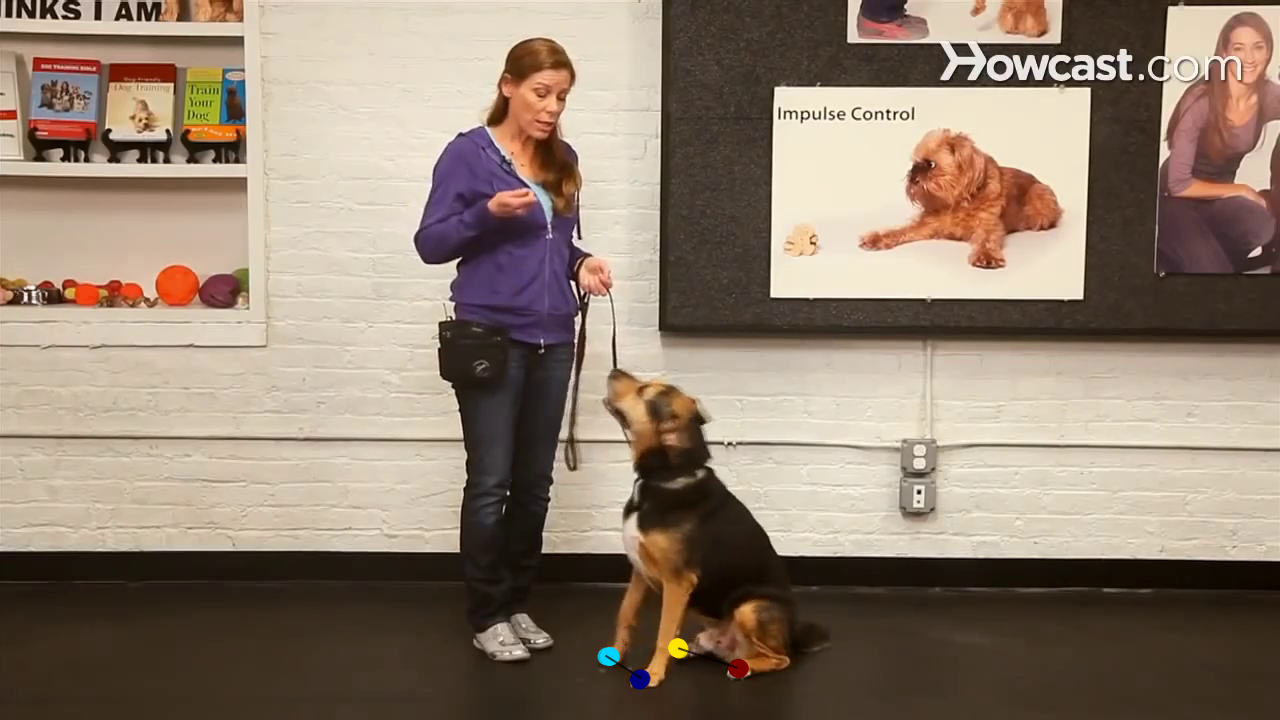 INKS I AM
Howcast.com
DOG TRAINING BIBLE
Dog-Friendly
Dog Training
Train
Your
Dog
Impulse Control